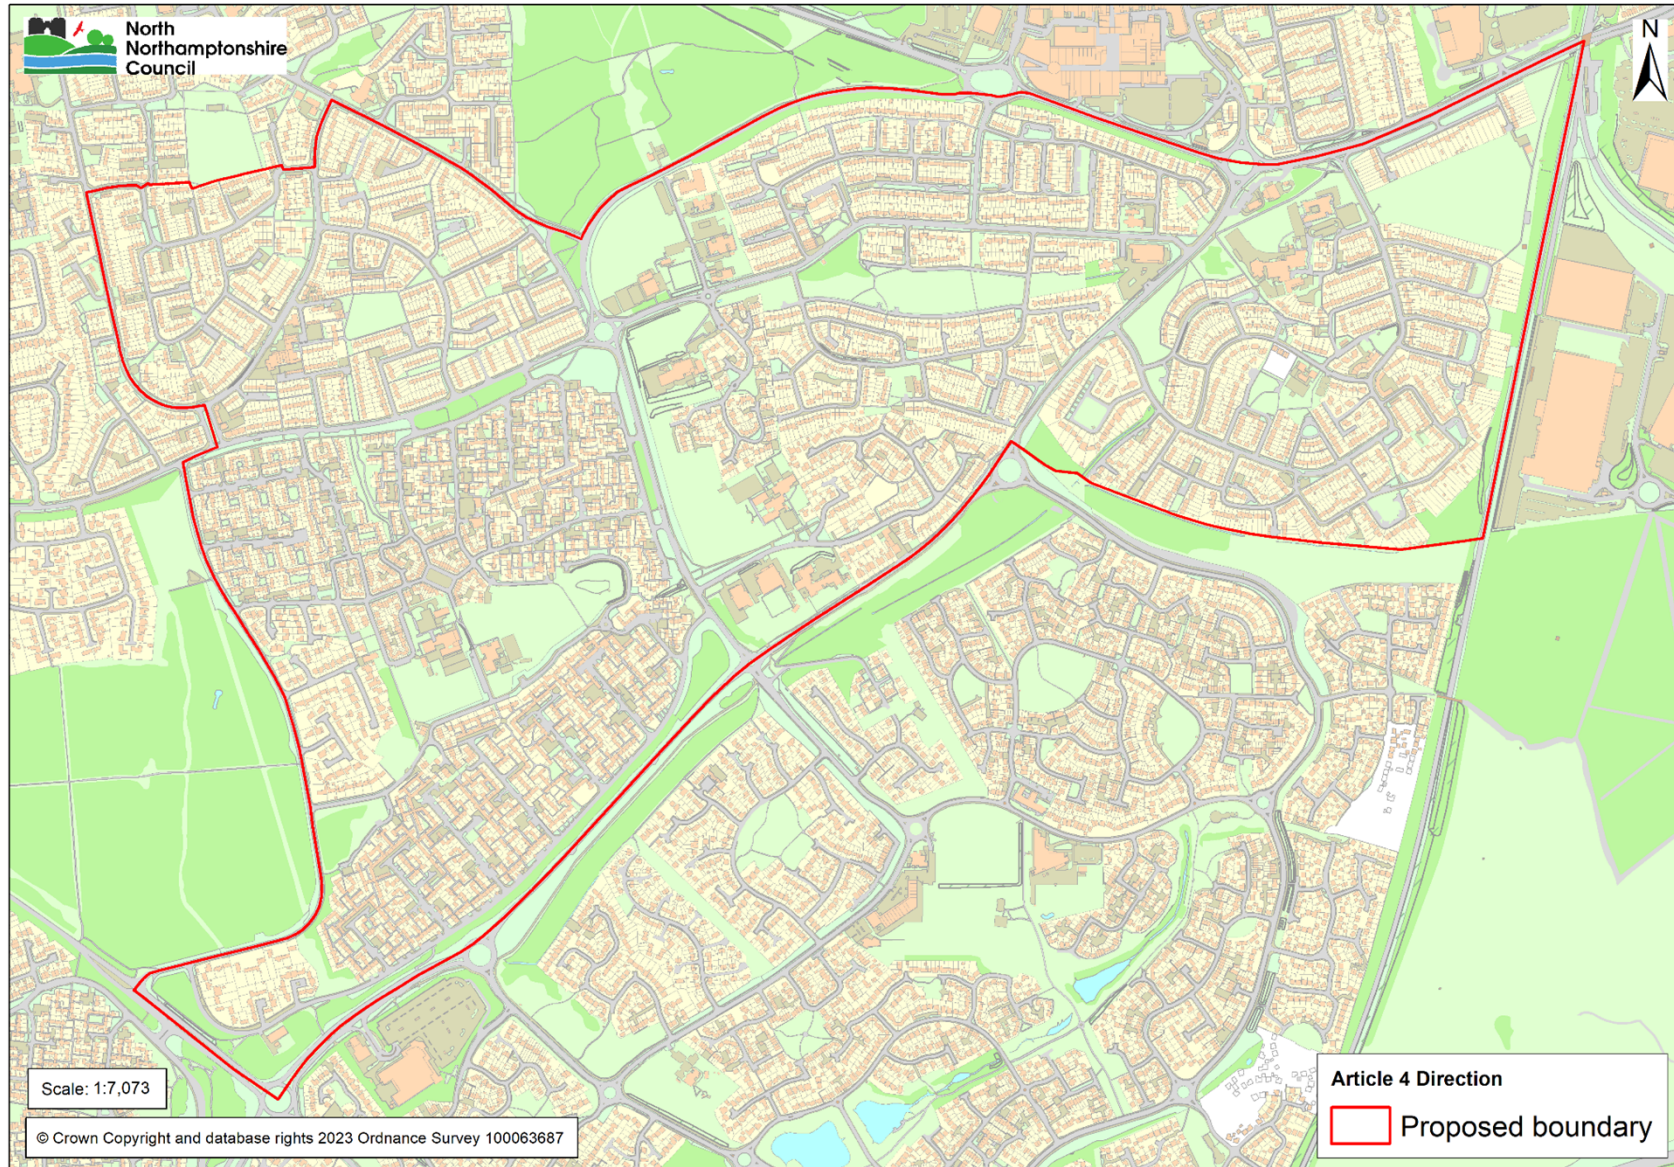 North
Northamptonshire
Council
N
Scale: 1:7,073
© Crown Copyright and database rights 2023 Ordnance Survey 100063687
Article 4 Direction
Proposed boundary